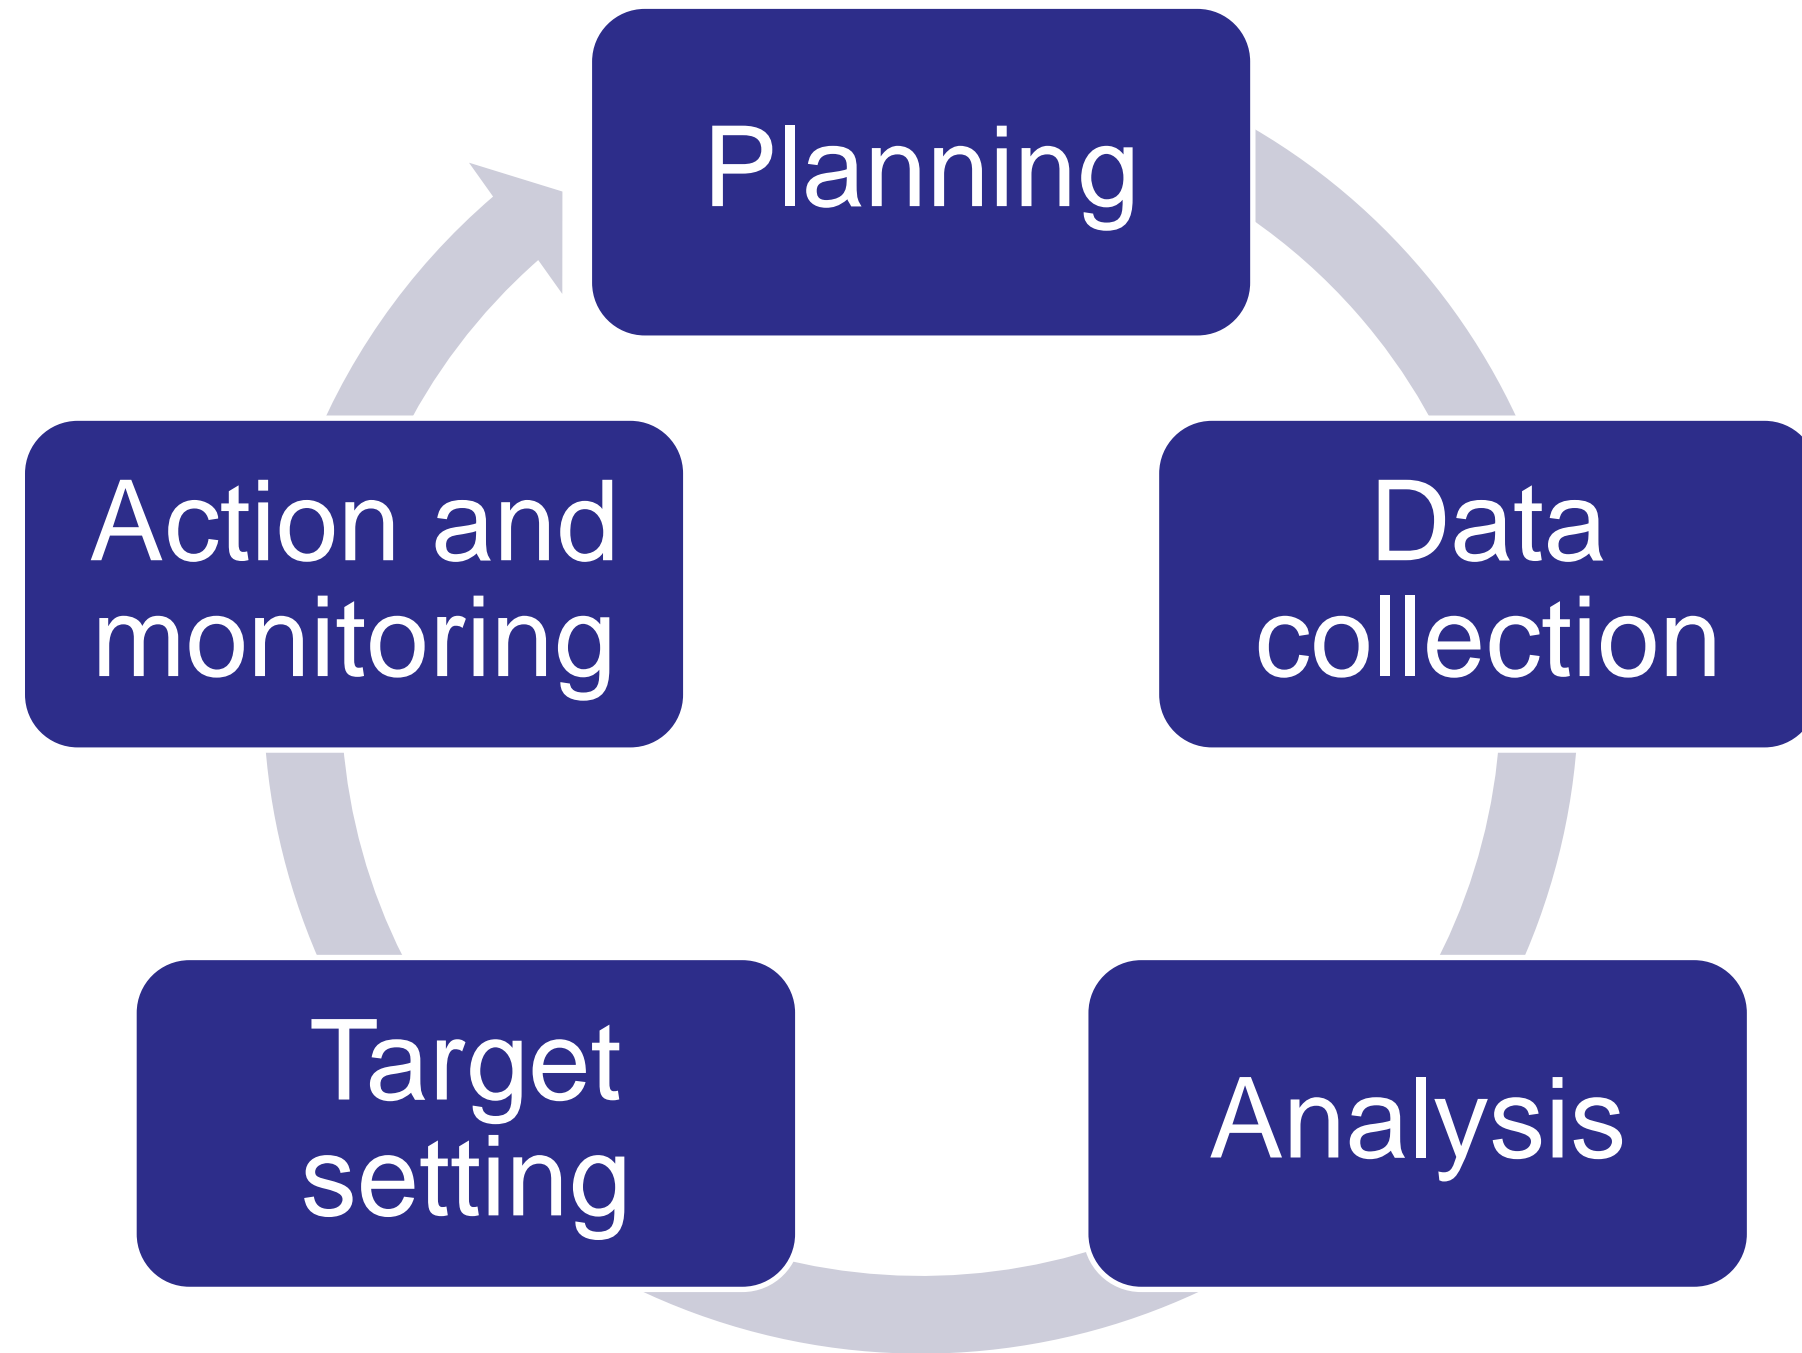 Planning
Data
collection
Analysis
Target
setting
Action and
monitoring